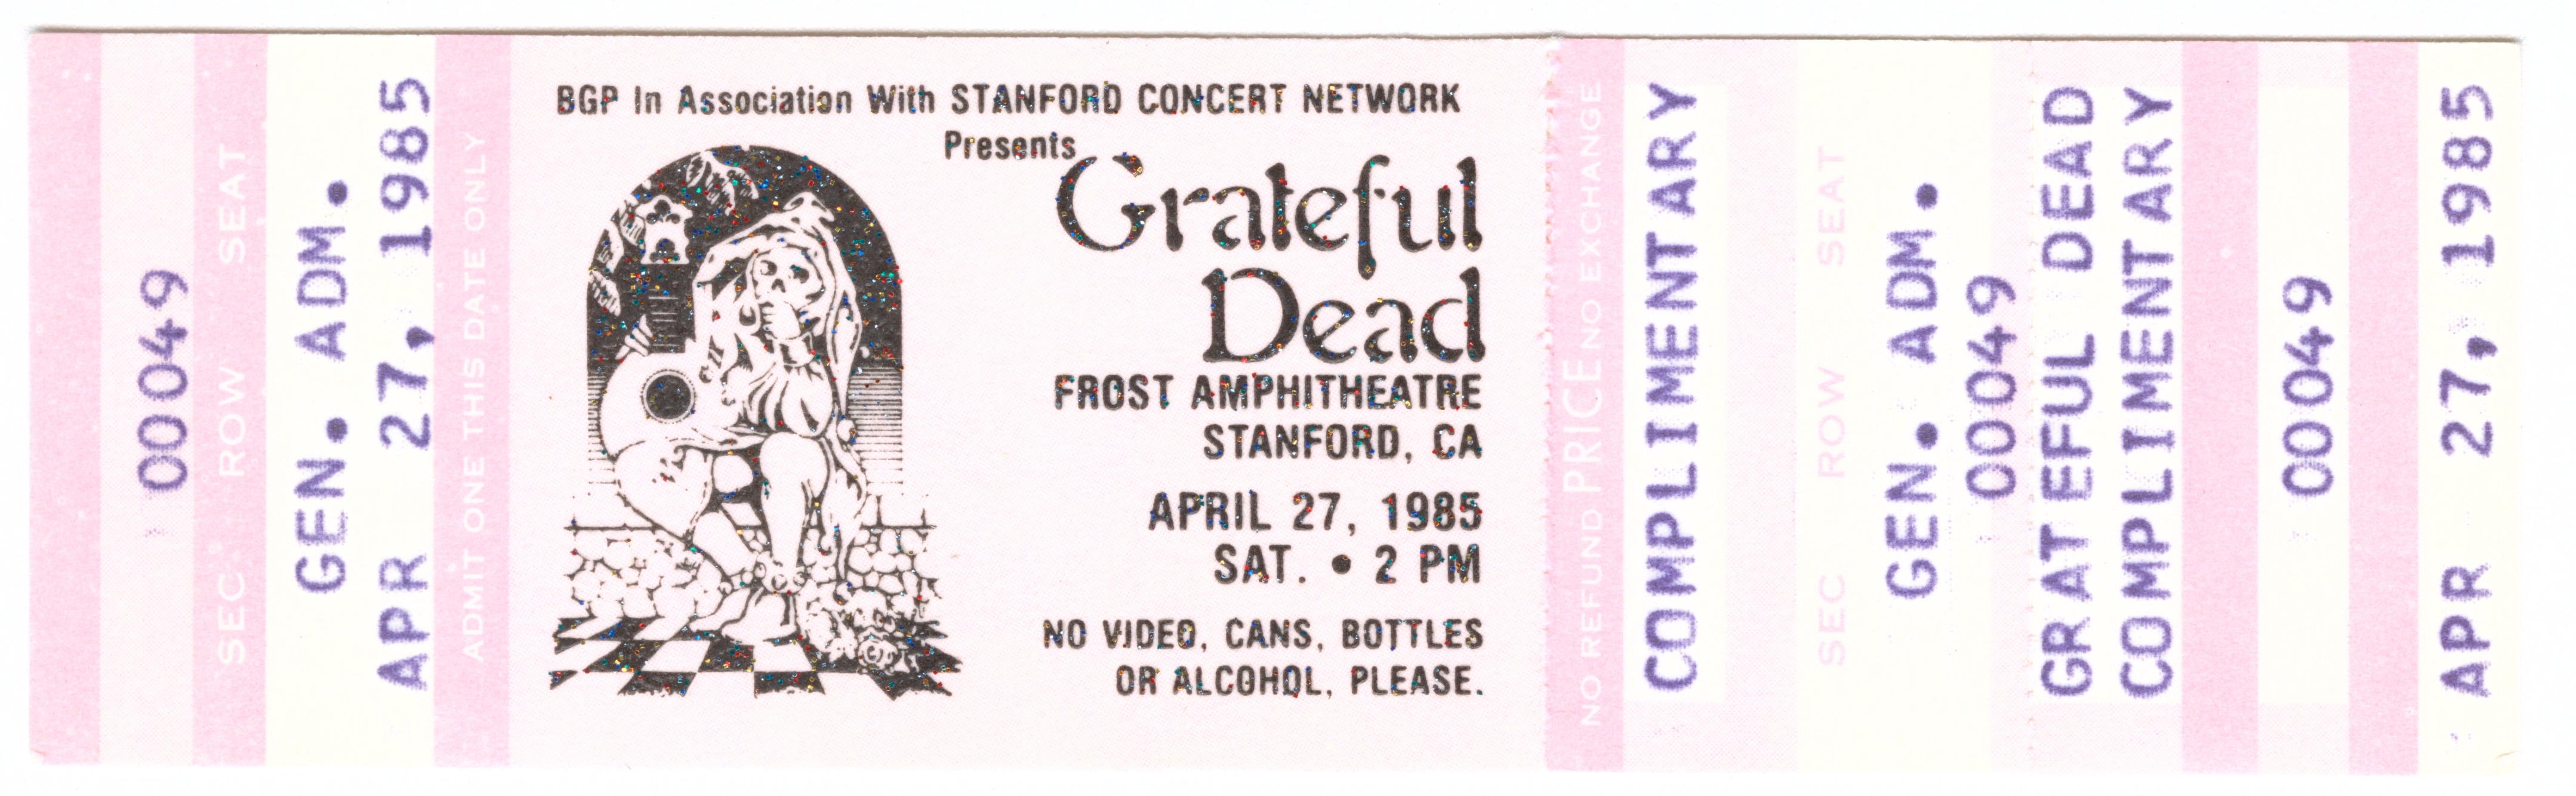 00049
SEC ROW SEAT
GEN. ADM.
APR 27, 1985
ADMIT ONE THIS DATE ONLY
BGP In Association With STANFORD CONCERT NETWORK
Presents
Grateful
Dead
FROST AMPHITHEATRE
STANFORD, CA
APRIL 27, 1985
SAT. • 2 PM
NO VIDEO, CANS, BOTTLES
OR ALCOHOL, PLEASE.
NO REFUND PRICE NO EXCHANGE
COMPLIMENTARY
SEC ROW SEAT
GEN. ADM.
00049
GRATEFUL DEAD
COMPLIMENTARY
00049
APR 27, 1985